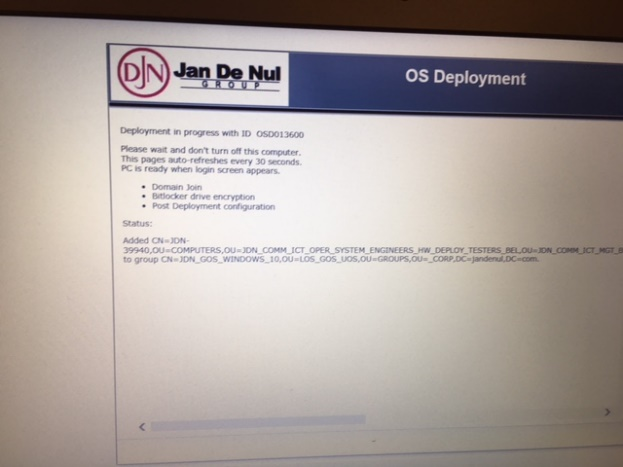 DJN
Jan De Nul
GROUP
OS Deployment
Deployment in progress with ID OSD013600
Please wait and don't turn off this computer.
This pages auto-refreshes every 30 seconds.
PC is ready when login screen appears.
• Domain Join
• Bitlocker drive encryption
• Post Deployment configuration
Status:
Added CN=JDN-
39940,OU=COMPUTERS,OU=JDN_COMM_ICT_OPER_SYSTEM_ENGINEERS_HW_DEPLOY_TESTERS_BEL,OU=JDN_COMM_ICT_MGT_B
to group CN=JDN_GOS_WINDOWS_10,OU=LOS_GOS_UOS,OU=GROUPS,OU=_CORP,DC=jandenul,DC=com.